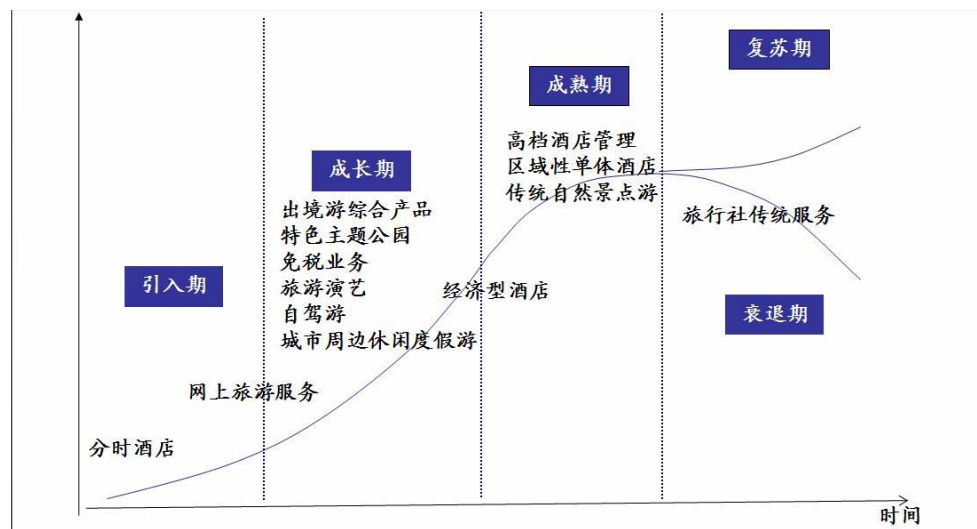 复苏期
成熟期
高档酒店管理
区域性单体酒店
传统自然景点游
成长期
出境游综合产品
特色主题公园
免税业务
旅游演艺
自驾游
城市周边休闲度假游
旅行社传统服务
引入期
经济型酒店
衰退期
网上旅游服务
分时酒店
时间